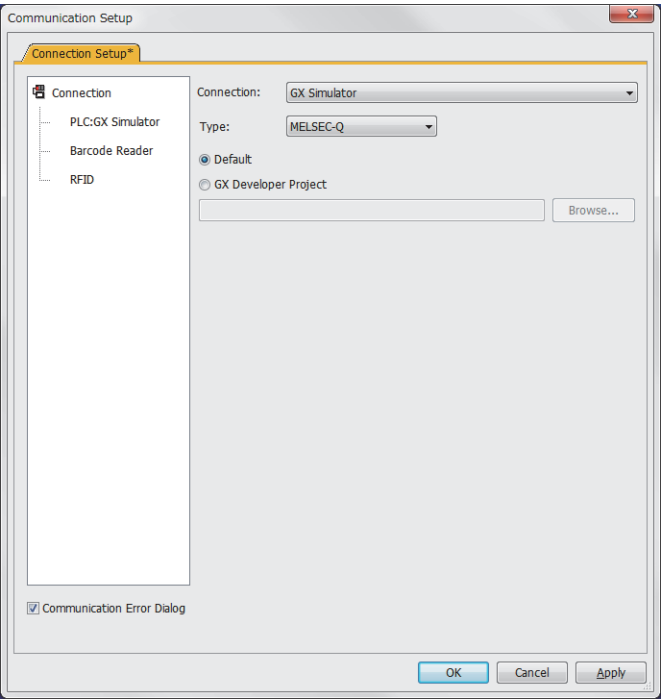 Communication Setup
Connection Setup*
Connection
PLC:GX Simulator
Barcode Reader
RFID
Connection: GX Simulator
Type: MELSEC-Q
Default
GX Developer Project
Browse...
Communication Error Dialog
OK Cancel Apply